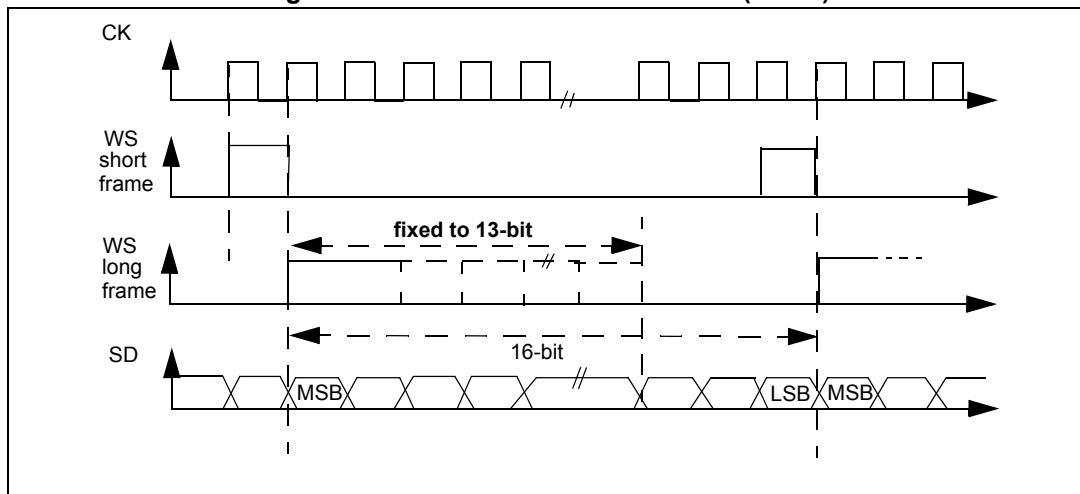 CK
WS
short
frame
WS
long
frame
fixed to 13-bit
16-bit
SD
MSB
LSB
MSB